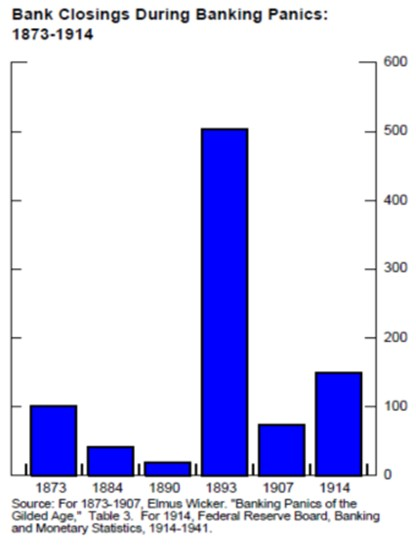 Bank Closings During Banking Panics:
1873-1914
600
500
400
300
200
100
0
1873 1884 1890 1893 1907 1914
Source: For 1873-1907, Elmus Wicker. "Banking Panics of the
Gilded Age," Table 3. For 1914, Federal Reserve Board, Banking
and Monetary Statistics, 1914-1941.